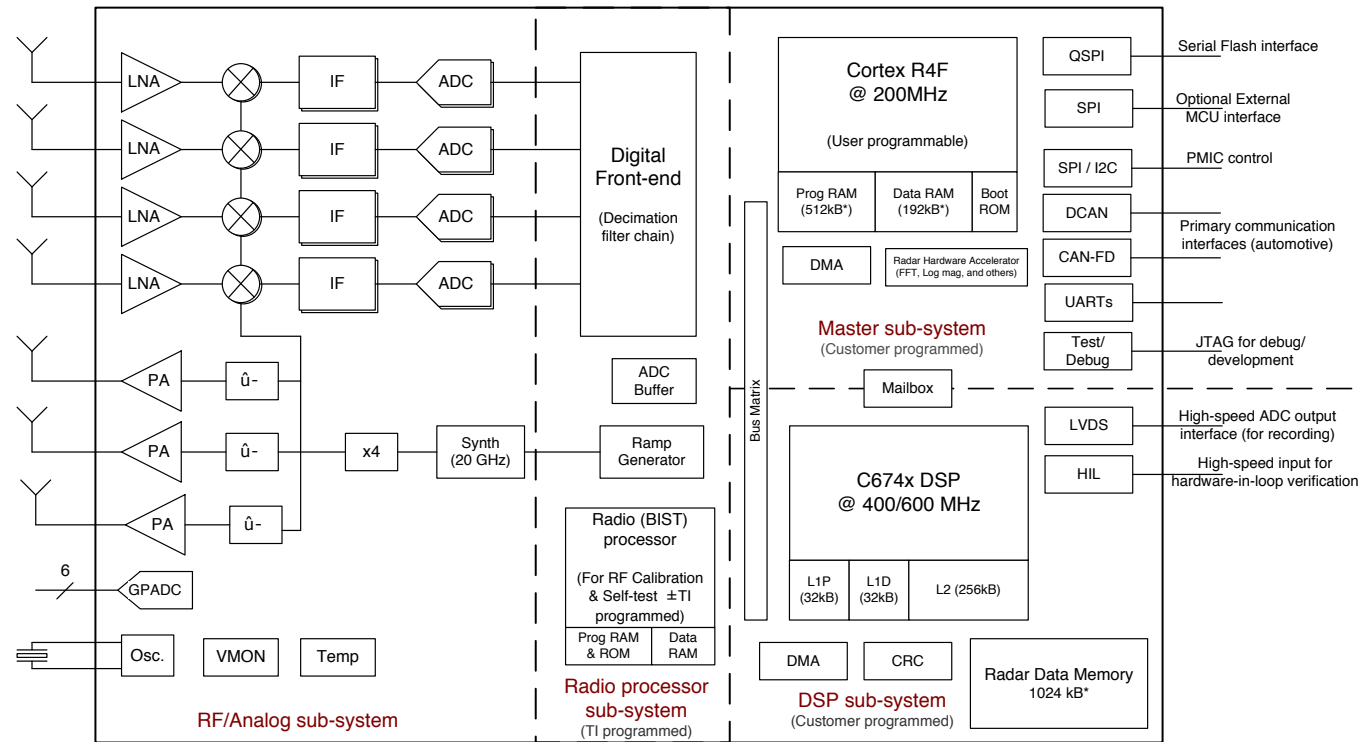 LNA
IF
ADC
LNA
IF
ADC
LNA
IF
ADC
LNA
IF
ADC
Digital
Front-end
(Decimation
filter chain)
PA
û-
PA
û-
PA
û-
x4
Synth
(20 GHz)
ADC
Buffer
Ramp
Generator
6
GPADC
Osc.
VMON
Temp
RF/Analog sub-system
Radio (BIST)
processor
(For RF Calibration
& Self-test ±TI
programmed)
Prog RAM
& ROM
Data
RAM
Radio processor
sub-system
(TI programmed)
Bus Matrix
Cortex R4F
@ 200MHz
(User programmable)
Prog RAM
(512kB*)
Data RAM
(192kB*)
Boot
ROM
DMA
Radar Hardware Accelerator
(FFT, Log mag, and others)
Master sub-system
(Customer programmed)
Mailbox
C674x DSP
@ 400/600 MHz
L1P
(32kB)
L1D
(32kB)
L2 (256kB)
DMA
CRC
DSP sub-system
(Customer programmed)
Radar Data Memory
1024 kB*
QSPI
Serial Flash interface
SPI
Optional External
MCU interface
SPI / I2C
PMIC control
DCAN
Primary communication
interfaces (automotive)
CAN-FD
UARTs
Test/
Debug
JTAG for debug/
development
LVDS
High-speed ADC output
interface (for recording)
HIL
High-speed input for
hardware-in-loop verification